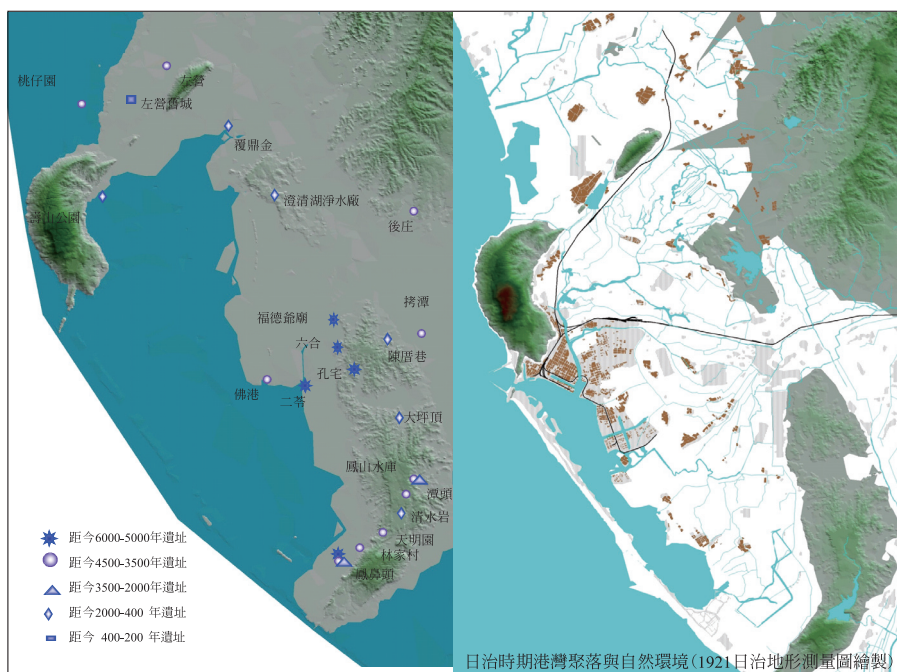 桃仔園
左營
左營舊城
覆鼎金
澄清湖淨水廠
壽山公園
後庄
拷潭
福德爺廟
六合
陳厝巷
孔宅
佛港
二苓
大坪頂
鳳山水庫
潭頭
清水岩
天明園
林家村
鳳鼻頭
距今6000-5000年遺址
距今4500-3500年遺址
距今3500-2000年遺址
距今2000-400 年遺址
距今 400-200 年遺址
日治時期港灣聚落與自然環境(1921日治地形測量圖繪製)